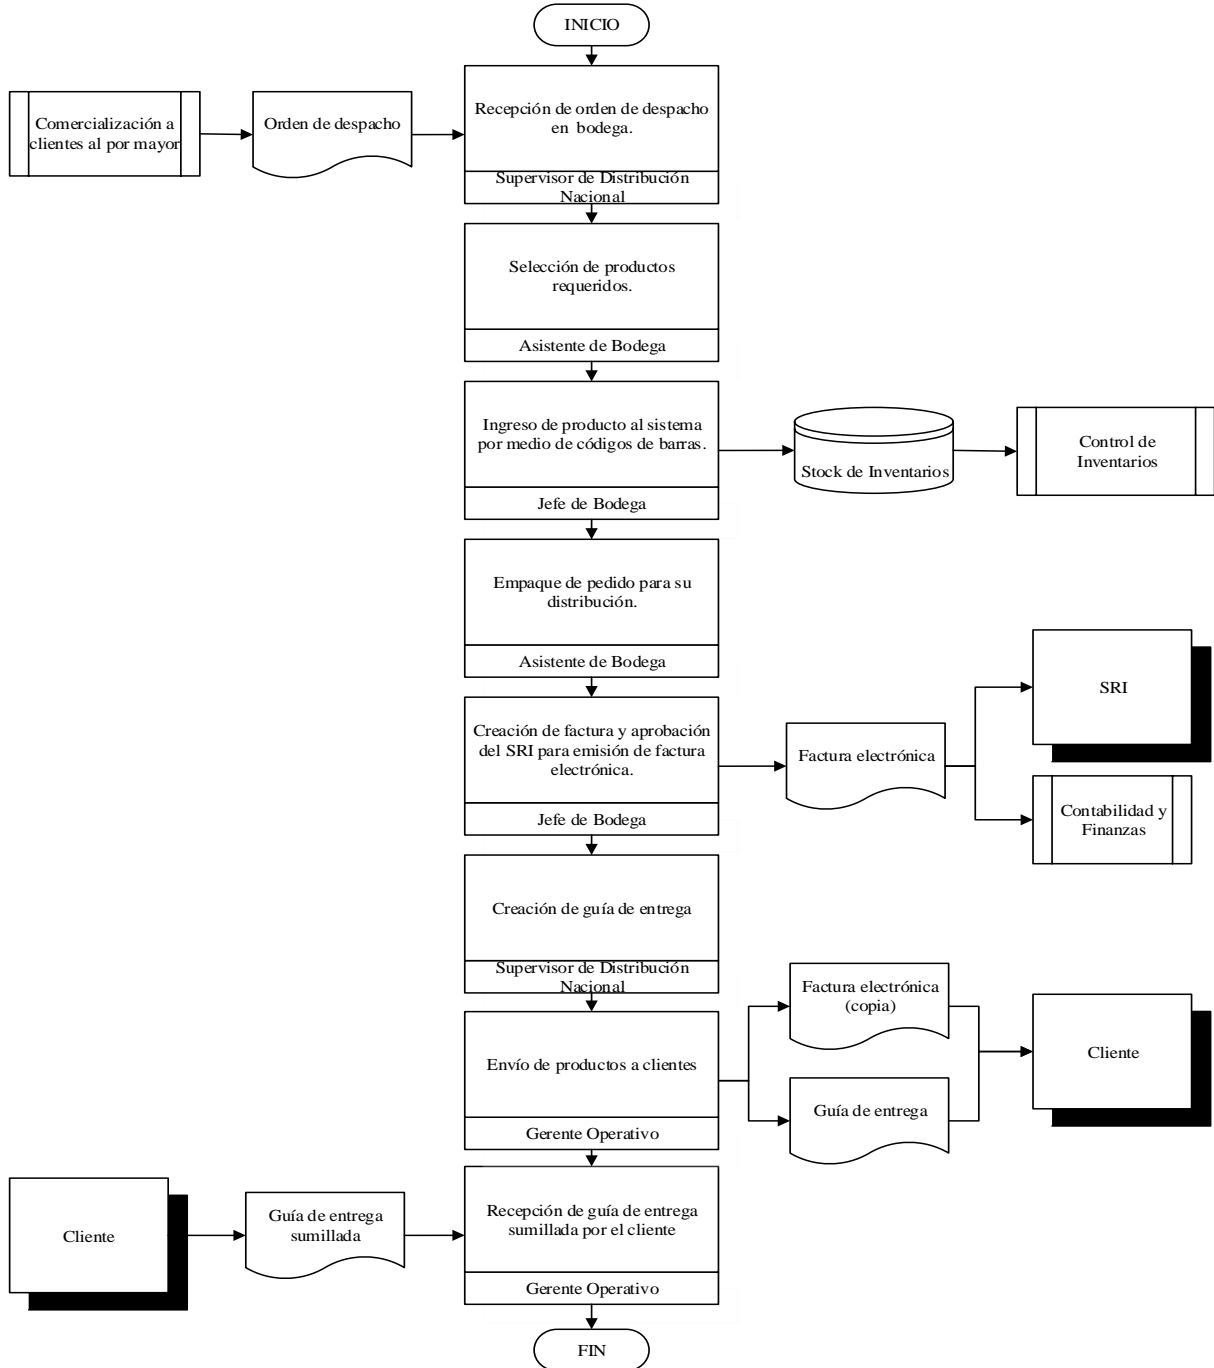 INICIO
Comercialización a
clientes al por mayor
Orden de despacho
Recepción de orden de despacho
en bodega.
Supervisor de Distribución
Nacional
Selección de productos
requeridos.
Asistente de Bodega
Ingreso de producto al sistema
por medio de códigos de barras.
Jefe de Bodega
Stock de Inventarios
Control de
Inventarios
Empaque de pedido para su
distribución.
Asistente de Bodega
Creación de factura y aprobación
del SRI para emisión de factura
electrónica.
Jefe de Bodega
Factura electrónica
SRI
Contabilidad y
Finanzas
Creación de guía de entrega
Supervisor de Distribución
Nacional
Envío de productos a clientes
Gerente Operativo
Factura electrónica
(copia)
Guía de entrega
Cliente
Cliente
Guía de entrega
sumillada
Recepción de guía de entrega
sumillada por el cliente
Gerente Operativo
FIN